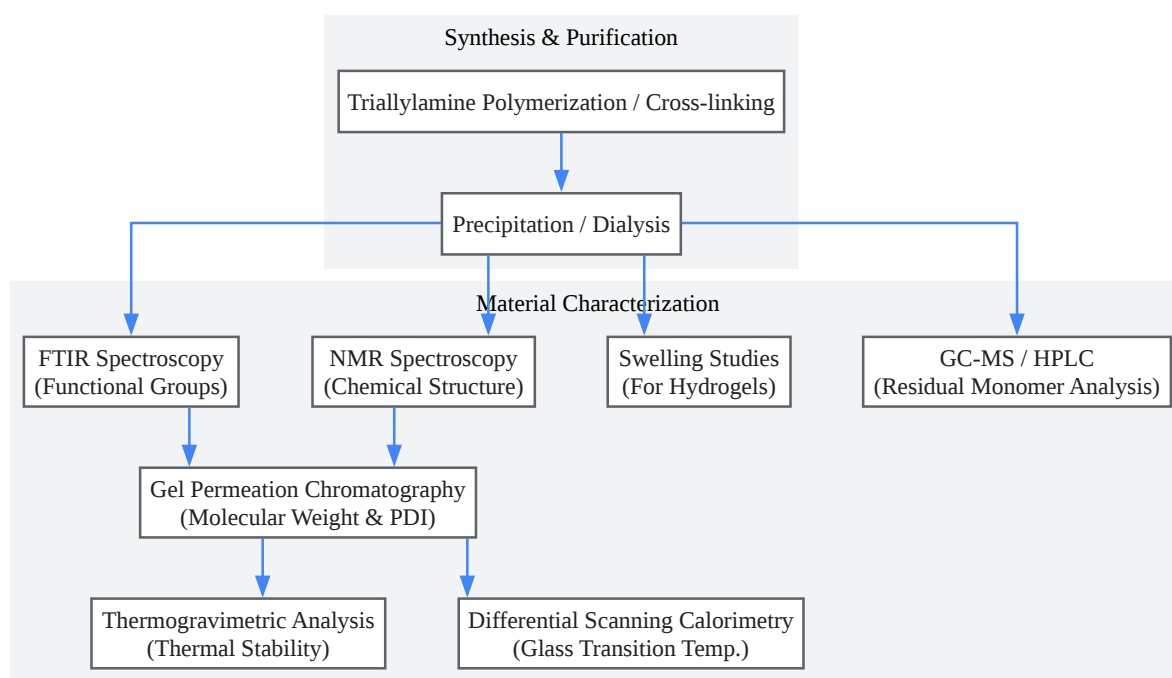 Synthesis & Purification
Triallylamine Polymerization / Cross-linking
Precipitation / Dialysis
Material Characterization
FTIR Spectroscopy
(Functional Groups)
NMR Spectroscopy
(Chemical Structure)
Swelling Studies
(For Hydrogels)
GC-MS / HPLC
(Residual Monomer Analysis)
Gel Permeation Chromatography
(Molecular Weight & PDI)
Thermogravimetric Analysis
(Thermal Stability)
Differential Scanning Calorimetry
(Glass Transition Temp.)